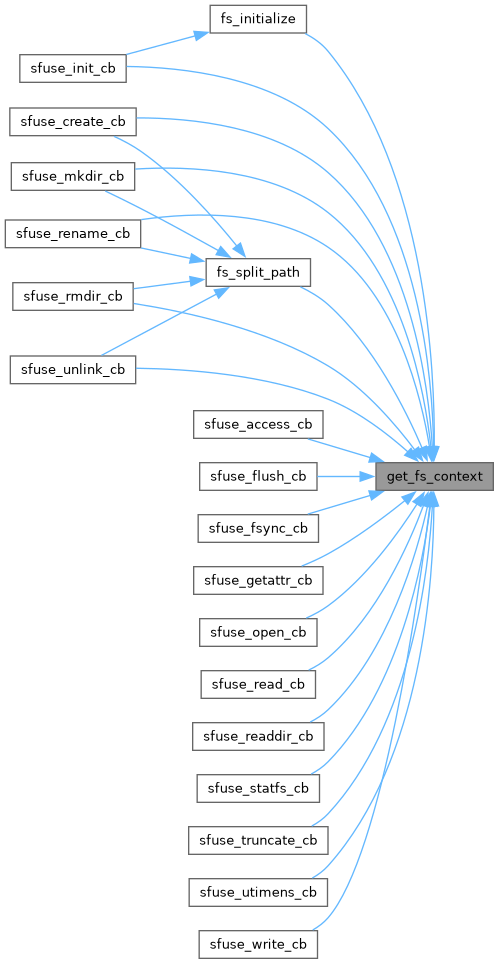 fs_initialize
sfuse_init_cb
sfuse_create_cb
sfuse_mkdir_cb
sfuse_rename_cb
fs_split_path
sfuse_rmdir_cb
sfuse_unlink_cb
sfuse_access_cb
get_fs_context
sfuse_flush_cb
sfuse_fsync_cb
sfuse_getattr_cb
sfuse_open_cb
sfuse_read_cb
sfuse_readdir_cb
sfuse_statfs_cb
sfuse_truncate_cb
sfuse_utimens_cb
sfuse_write_cb